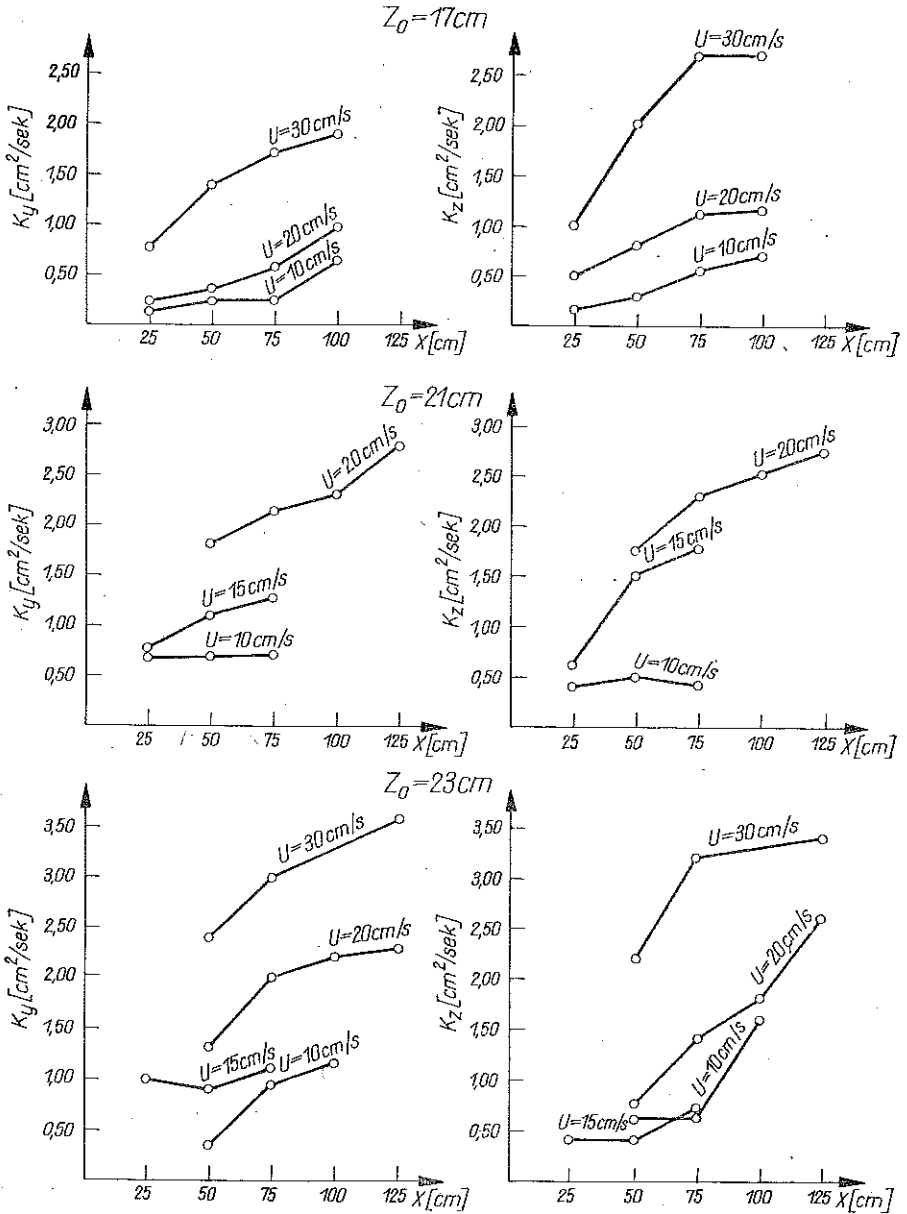 Z₀=17cm
K_y [cm²/sek]
2,50
2,00
1,50
1,00
0,50
U=30cm/s
U=20cm/s
U=10cm/s
25 50 75 100 125 X[cm]
K_z [cm²/sek]
2,50
2,00
1,50
1,00
0,50
U=30cm/s
U=20cm/s
U=10cm/s
25 50 75 100 125 X[cm]
Z₀=21cm
K_y [cm²/sek]
3,00
2,50
2,00
1,50
1,00
0,50
U=20cm/s
U=15cm/s
U=10cm/s
25 50 75 100 125 X[cm]
K_z [cm²/sek]
3,00
2,50
2,00
1,50
1,00
0,50
U=20cm/s
U=15cm/s
U=10cm/s
25 50 75 100 125 X[cm]
Z₀=23cm
K_y [cm²/sek]
3,50
3,00
2,50
2,00
1,50
1,00
0,50
U=30cm/s
U=20cm/s
U=15cm/s
U=10cm/s
25 50 75 100 125 X[cm]
K_z [cm²/sek]
3,50
3,00
2,50
2,00
1,50
1,00
0,50
U=30cm/s
U=20cm/s
U=10cm/s
U=15cm/s
25 50 75 100 125 X[cm]